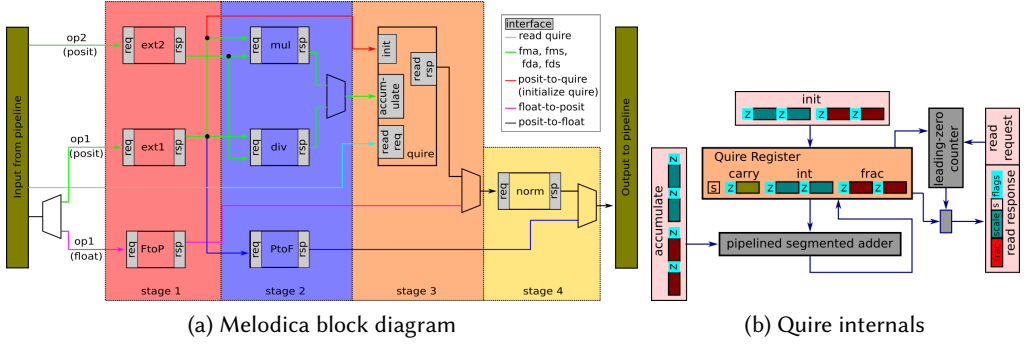 Input from pipeline
op2
(posit)
op1
(posit)
op1
(float)
req
ext2
rsp
req
ext1
rsp
req
FtoP
rsp
stage 1
req
mul
rsp
req
div
rsp
req
PtoF
rsp
stage 2
init
read
rsp
accum-
ulate
read
req
quire
stage 3
req
norm
rsp
stage 4
interface
read quire
fma, fms,
fda, fds
posit-to-quire
(initialize quire)
float-to-posit
posit-to-float
Output to pipeline
(a) Melodica block diagram
init
z z z z
Quire Register
carry int frac
s z z z z z
accumulate
z
z
z
z
pipelined segmented adder
leading-zero
counter
read
request
read response
flags
s
scale
frac
(b) Quire internals